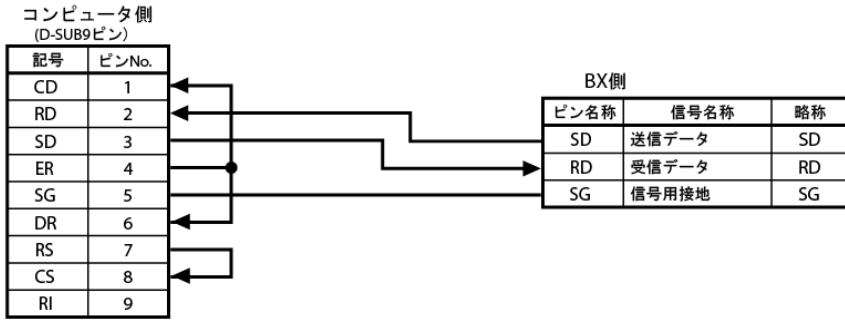 コンピュータ側
(D-SUB9ピン)
記号 ピンNo.
CD 1
RD 2
SD 3
ER 4
SG 5
DR 6
RS 7
CS 8
RI 9
BX側
ピン名称 信号名称 略称
SD 送信データ SD
RD 受信データ RD
SG 信号用接地 SG